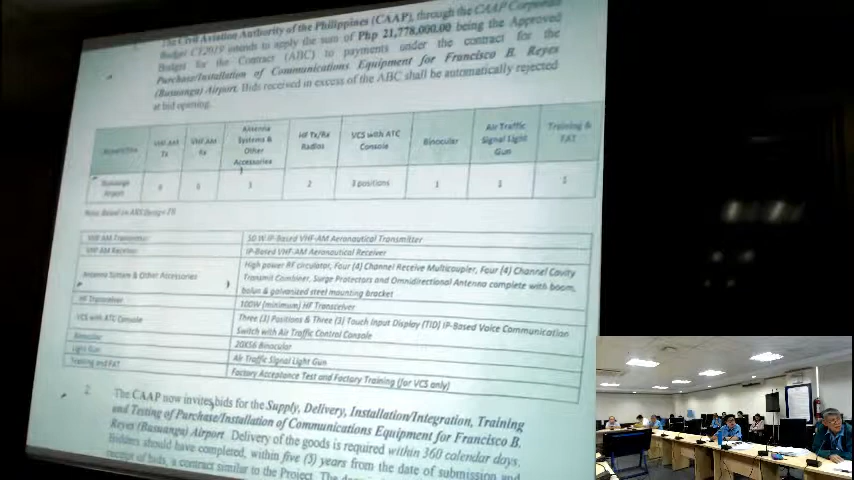 The Civil Aviation Authority of the Philippines (CAAP), through the CAAP Corporate
Budget CY2019 intends to apply the sum of Php 21,778,000.00 being the Approved
Budget for the Contract (ABC) to payments under the contract for the
Purchase/Installation of Communications Equipment for Francisco B. Reyes
(Basuanga) Airport. Bids received in excess of the ABC shall be automatically rejected
at bid opening.
VHF AM Tx VHF AM Rx Antenna Systems & Other Accessories HF Tx/Rx Radios VCS with ATC Console Binocular Air Traffic Signal Light Gun Training & FAT
Airport 1 2 3 positions 1 1 1
VHF AM Transmitter 50 W IP-Based VHF-AM Aeronautical Transmitter
VHF AM Receiver IP-Based VHF-AM Aeronautical Receiver
Antenna System & Other Accessories High power RF circulator, Four (4) Channel Receive Multicoupler, Four (4) Channel Cavity
Transmit Combiner, Surge Protectors and Omnidirectional Antenna complete with boom,
balun & galvanized steel mounting bracket
HF Transceiver 100W (minimum) HF Transceiver
VCS with ATC Console Three (3) Positions & Three (3) Touch Input Display (TID) IP-Based Voice Communication
Switch with Air Traffic Control Console
Binocular 20X56 Binocular
Light Gun Air Traffic Signal Light Gun
Training and FAT Factory Acceptance Test and Factory Training (for VCS only)
2. The CAAP now invites bids for the Supply, Delivery, Installation/Integration, Training
and Testing of Purchase/Installation of Communications Equipment for Francisco B.
Reyes (Basuanga) Airport. Delivery of the goods is required within 360 calendar days.
Bidders should have completed, within five (5) years from the date of submission and
receipt of bids, a contract similar to the Project. The